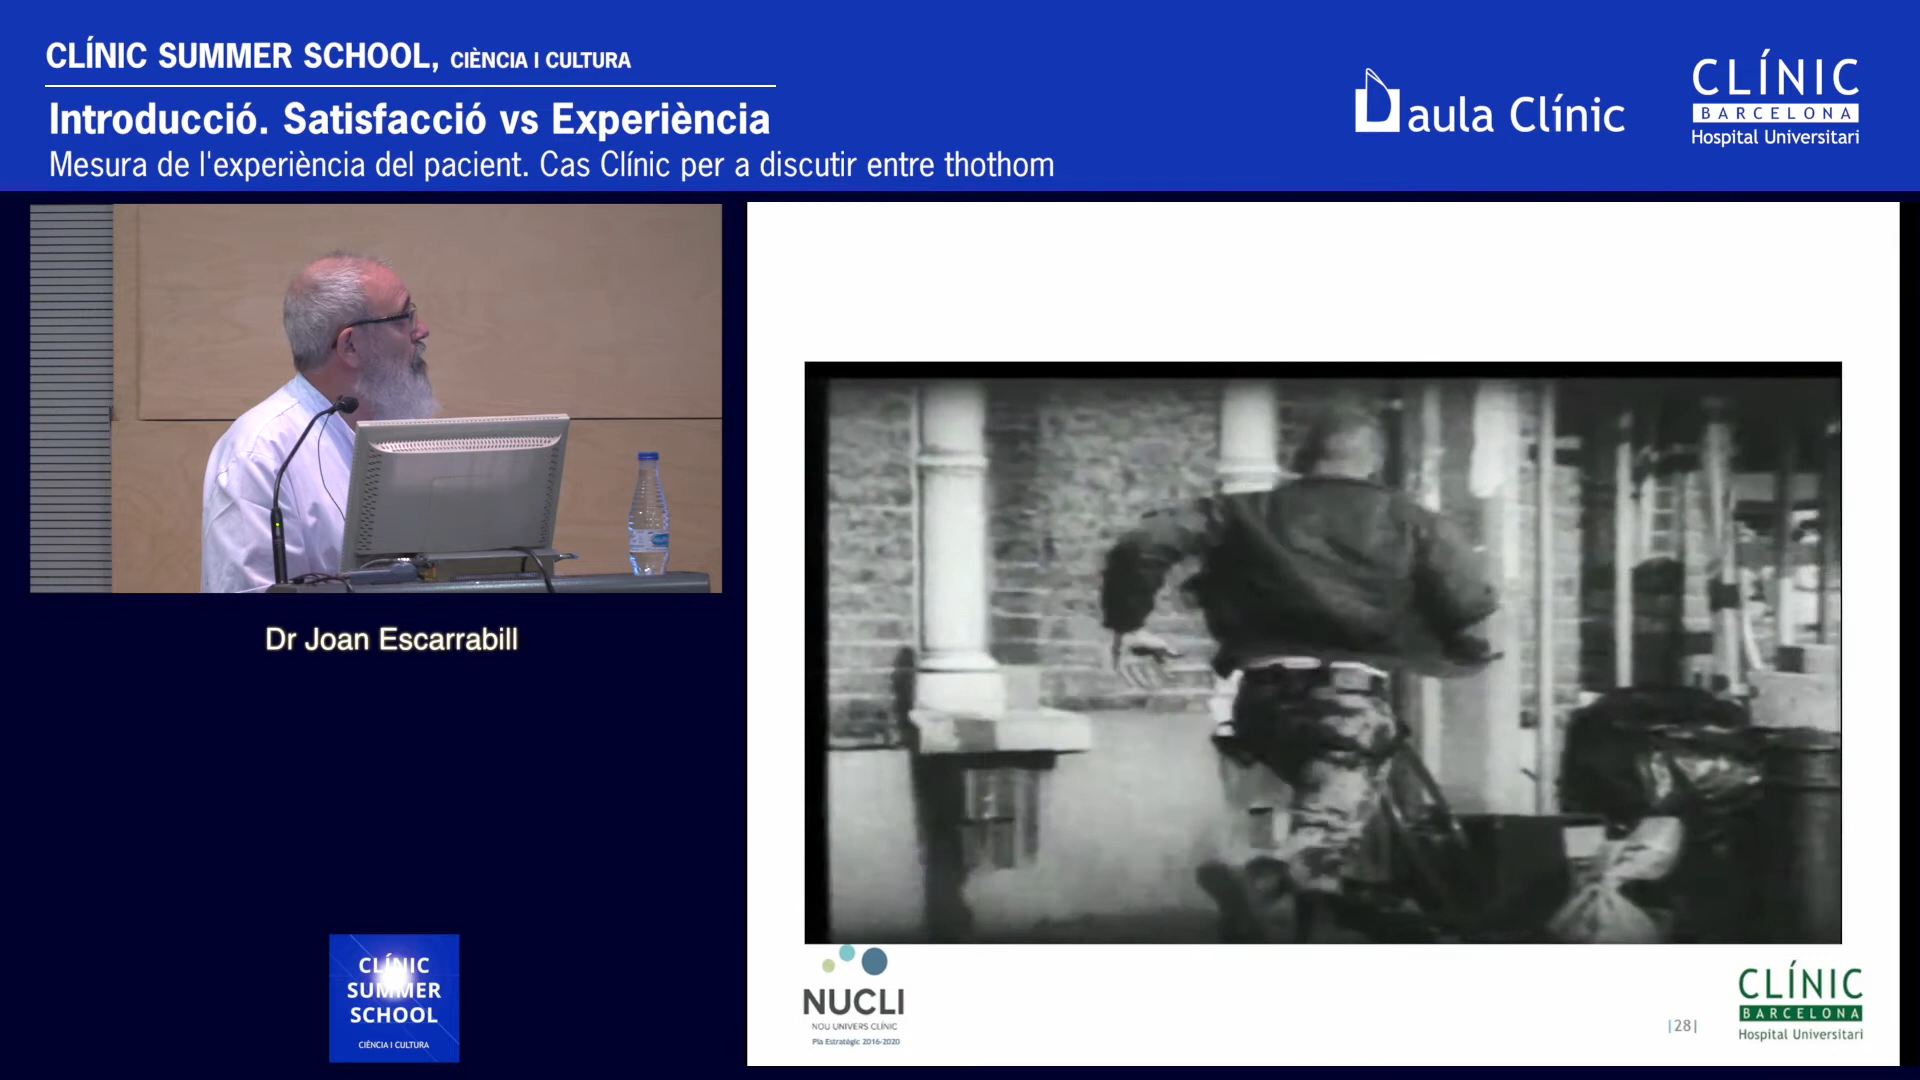 CLÍNIC SUMMER SCHOOL, CIÈNCIA I CULTURA
Introducció. Satisfacció vs Experiència
Mesura de l'experiència del pacient. Cas Clínic per a discutir entre thothom
aula Clínic
CLÍNIC
BARCELONA
Hospital Universitari
Dr Joan Escarrabill
CLÍNIC
SUMMER
SCHOOL
CIÈNCIA I CULTURA
NUCLI
NOU UNIVERS CLÍNIC
Pla Estratègic 2016-2020
|28|
CLÍNIC
BARCELONA
Hospital Universitari